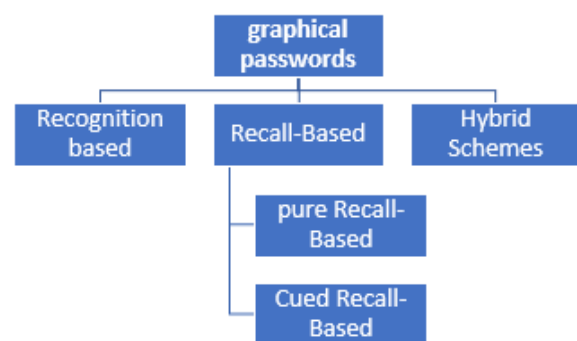 graphical
passwords
Recognition
based
Recall-Based
Hybrid
Schemes
pure Recall-
Based
Cued Recall-
Based